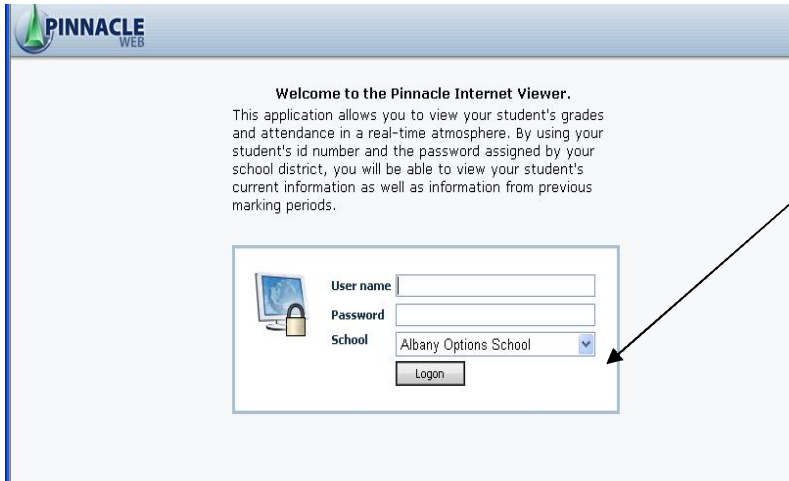 PINNACLE
WEB
Welcome to the Pinnacle Internet Viewer.
This application allows you to view your student's grades
and attendance in a real-time atmosphere. By using your
student's id number and the password assigned by your
school district, you will be able to view your student's
current information as well as information from previous
marking periods.
User name
Password
School Albany Options School
Logon